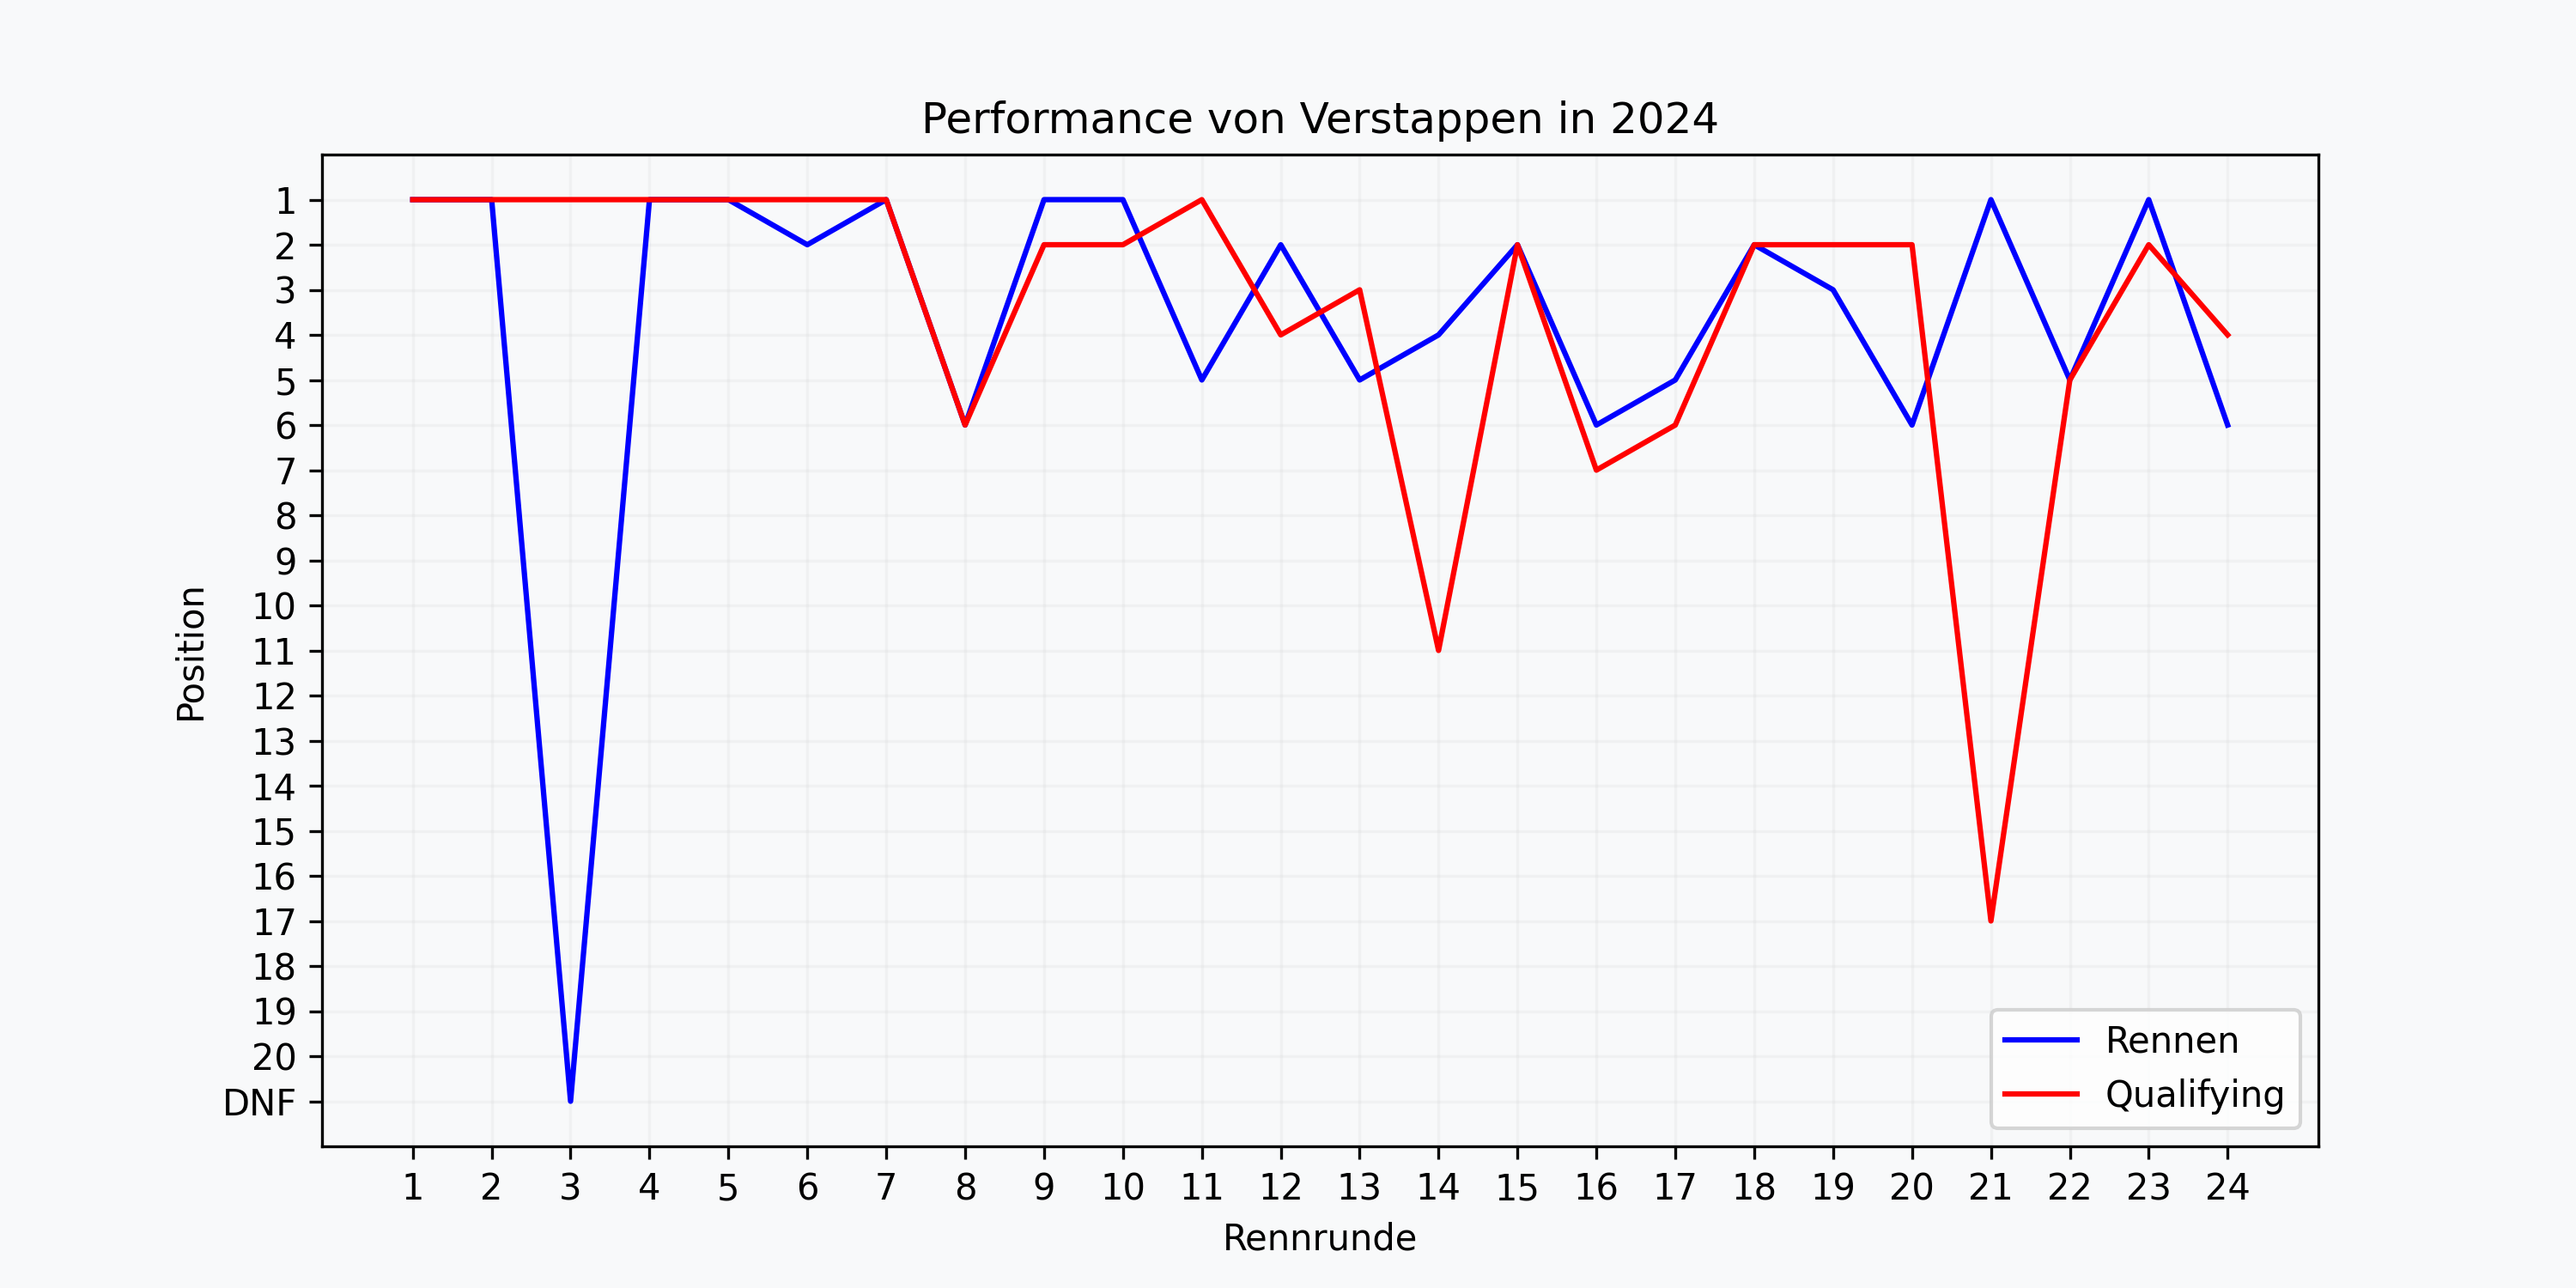 Performance von Verstappen in 2024
Position
1
2
3
4
5
6
7
8
9
10
11
12
13
14
15
16
17
18
19
20
DNF
Rennen
Qualifying
1 2 3 4 5 6 7 8 9 10 11 12 13 14 15 16 17 18 19 20 21 22 23 24
Rennrunde